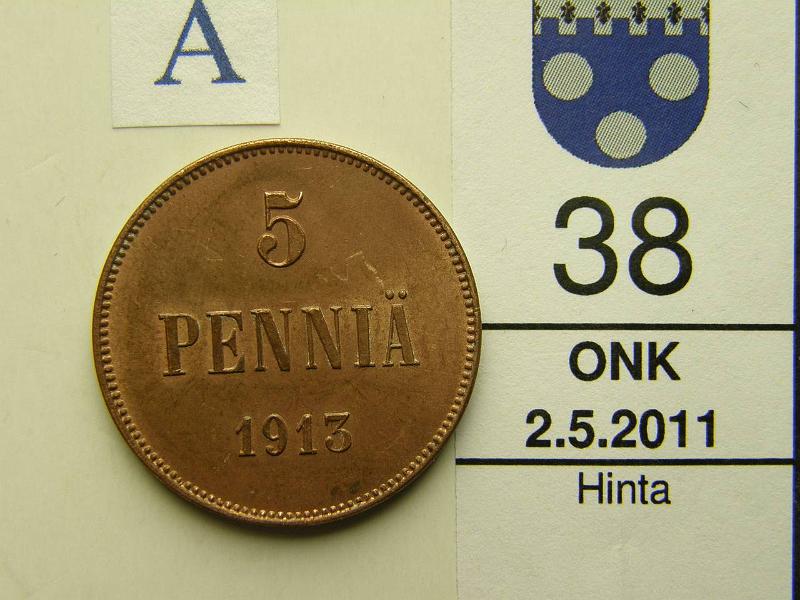 A
5
PENNIÄ
1913
38
ONK
2.5.2011
Hinta